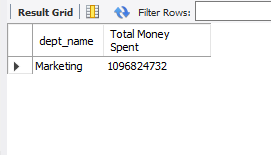 Result Grid Filter Rows:
dept_name Total Money
Spent
Marketing 1096824732